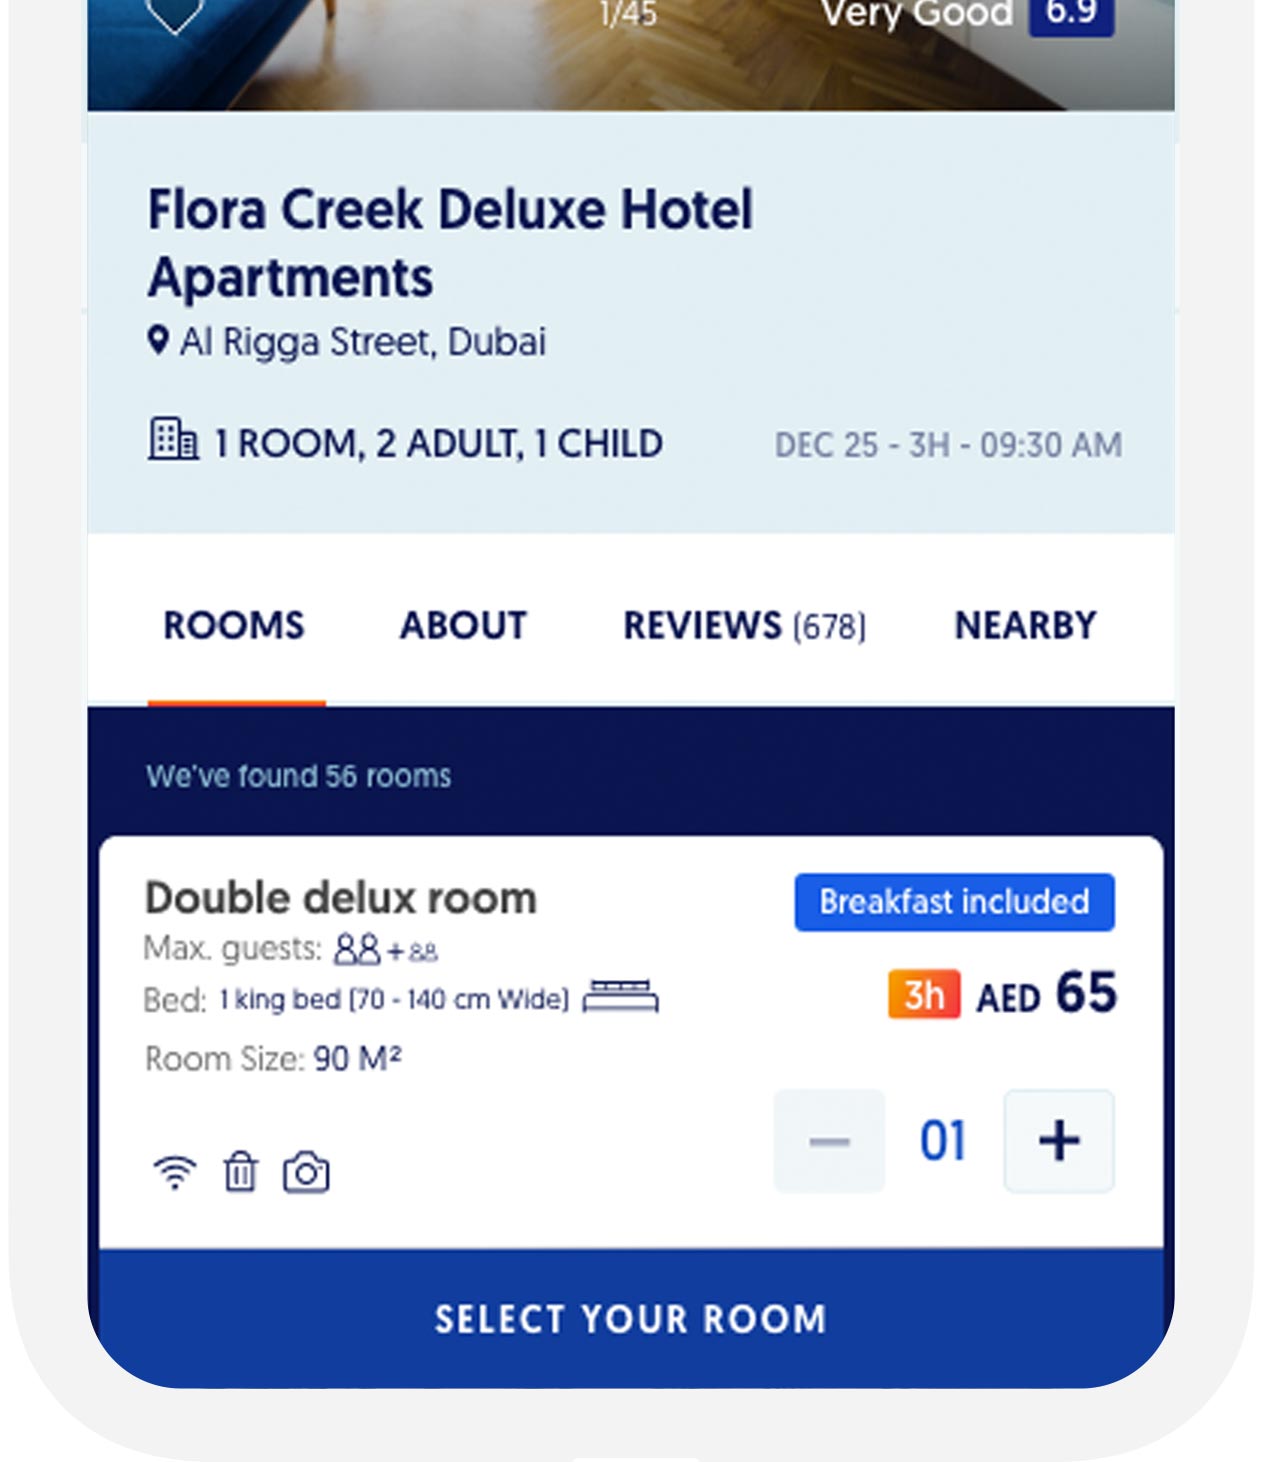 1/45
Very Good 6.9
Flora Creek Deluxe Hotel
Apartments
Al Rigga Street, Dubai
1 ROOM, 2 ADULT, 1 CHILD
DEC 25 - 3H - 09:30 AM
ROOMS ABOUT REVIEWS (678) NEARBY
We've found 56 rooms
Double delux room
Breakfast included
Max. guests: +
3h AED 65
Bed: 1 king bed (70 - 140 cm Wide)
Room Size: 90 M²
01
SELECT YOUR ROOM